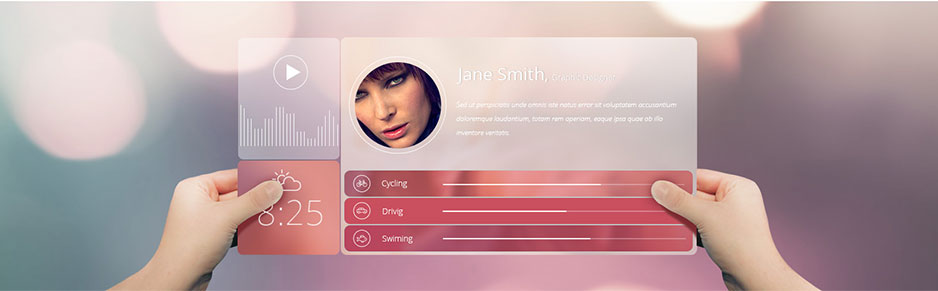 Jane Smith, Graphic Designer
Sed ut perspiciatis unde omnis iste natus error sit voluptatem accusantium
doloremque laudantium, totam rem aperiam, eaque ipsa quae ab illo
inventore veritatis.
8:25
Cycling
Drivig
Swiming